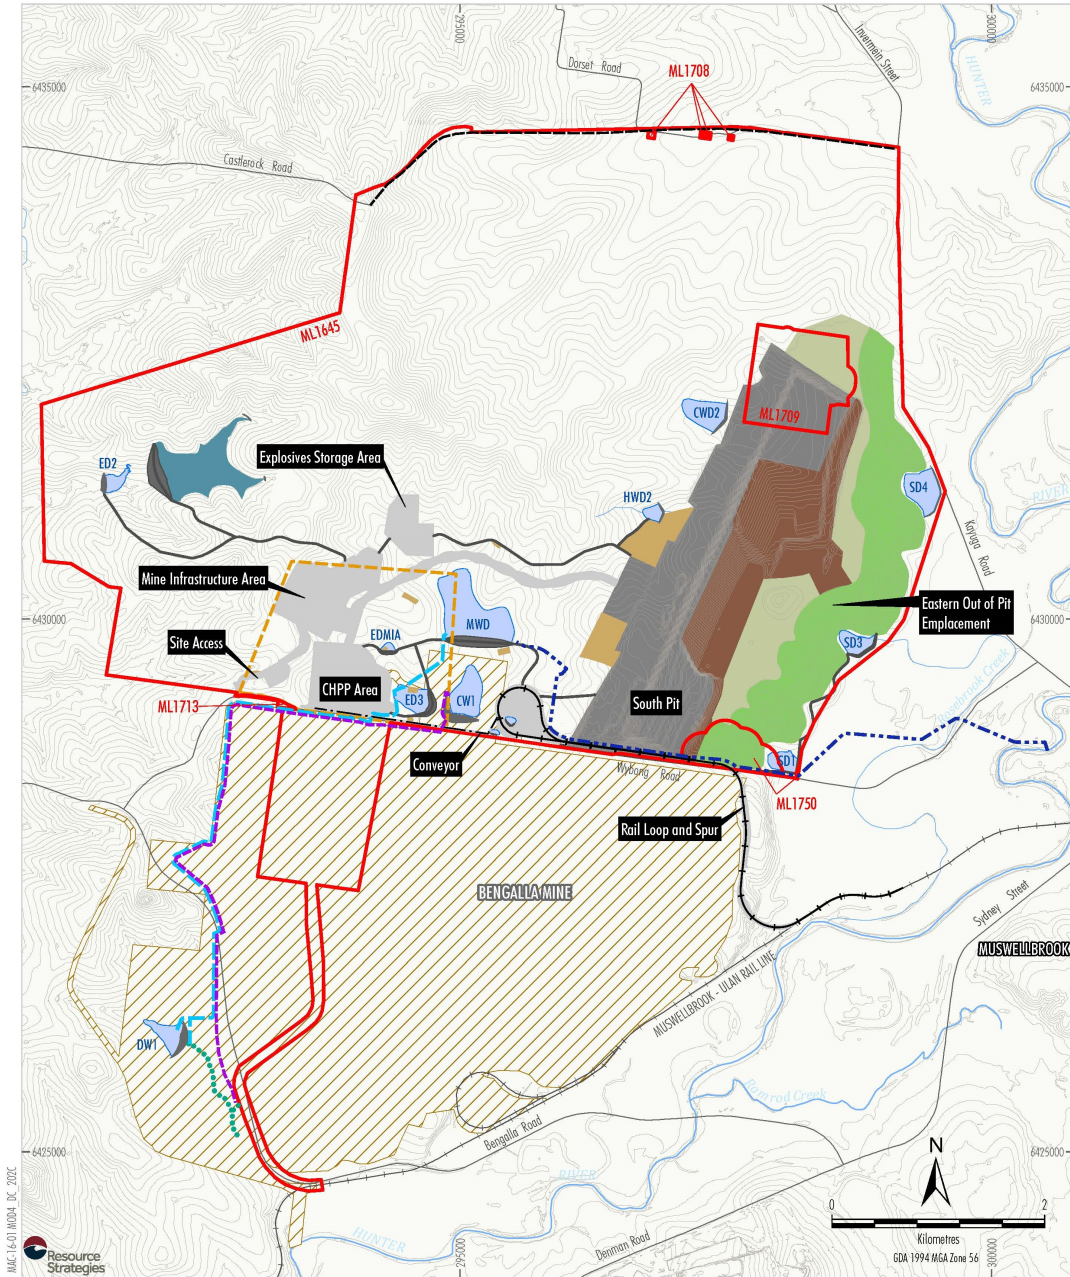 295000
300000
Dorset Road
ML1708
Invermein Street
HUNTER
6435000
6435000
Castlerock Road
ML1645
ML1709
CWD2
Explosives Storage Area
ED2
SD4
RIVER
HWD2
Kayuga Road
Mine Infrastructure Area
Eastern Out of Pit
Emplacement
6430000
6430000
MWD
EDMIA
Site Access
SD3
CHPP Area
ED3
CW1
South Pit
ML1713
Conveyor
Wybong Road
SD1
ML1750
Rail Loop and Spur
BENGALLA MINE
Sydney Street
MUSWELLBROOK
MUSWELLBROOK - ULAN RAIL LINE
DW1
Ramrod Creek
Bengalla Road
6425000
6425000
RIVER
N
HUNTER
Denman Road
0
2
Kilometres
GDA 1994 MGA Zone 56
295000
300000
MAC-16-01 MOD4 DC 202C
Resource
Strategies